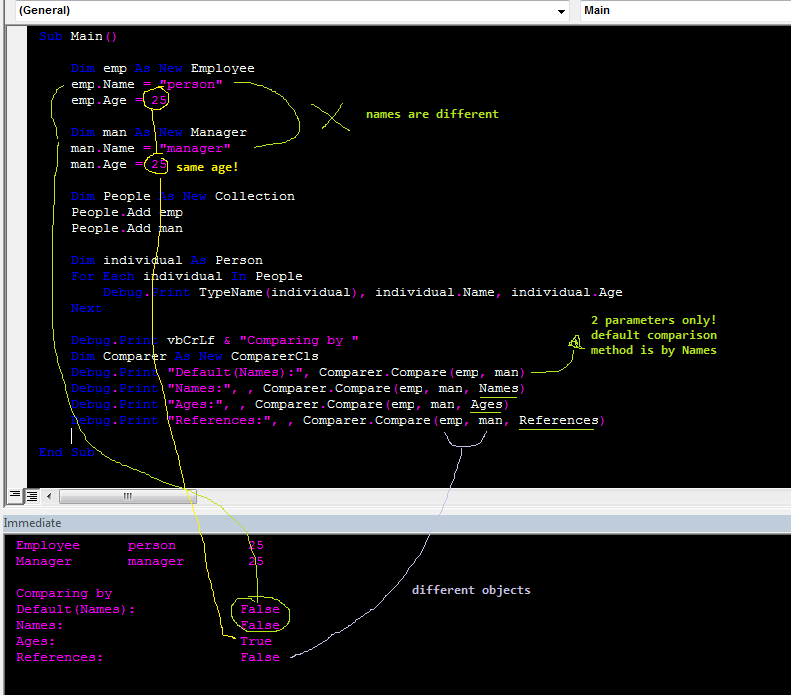 (General) Main
Sub Main()
Dim emp As New Employee
emp.Name = "person"
emp.Age = 25
names are different
Dim man As New Manager
man.Name = "manager"
man.Age = 25 same age!
Dim People As New Collection
People.Add emp
People.Add man
Dim individual As Person
For Each individual In People
Debug.Print TypeName(individual), individual.Name, individual.Age
Next
2 parameters only!
default comparison
method is by Names
Debug.Print vbCrLf & "Comparing by "
Dim Comparer As New ComparerCls
Debug.Print "Default(Names):", Comparer.Compare(emp, man)
Debug.Print "Names:", , Comparer.Compare(emp, man, Names)
Debug.Print "Ages:", , Comparer.Compare(emp, man, Ages)
Debug.Print "References:", , Comparer.Compare(emp, man, References)
End Sub
Immediate
Employee person 25
Manager manager 25
different objects
Comparing by
Default(Names): False
Names: False
Ages: True
References: False